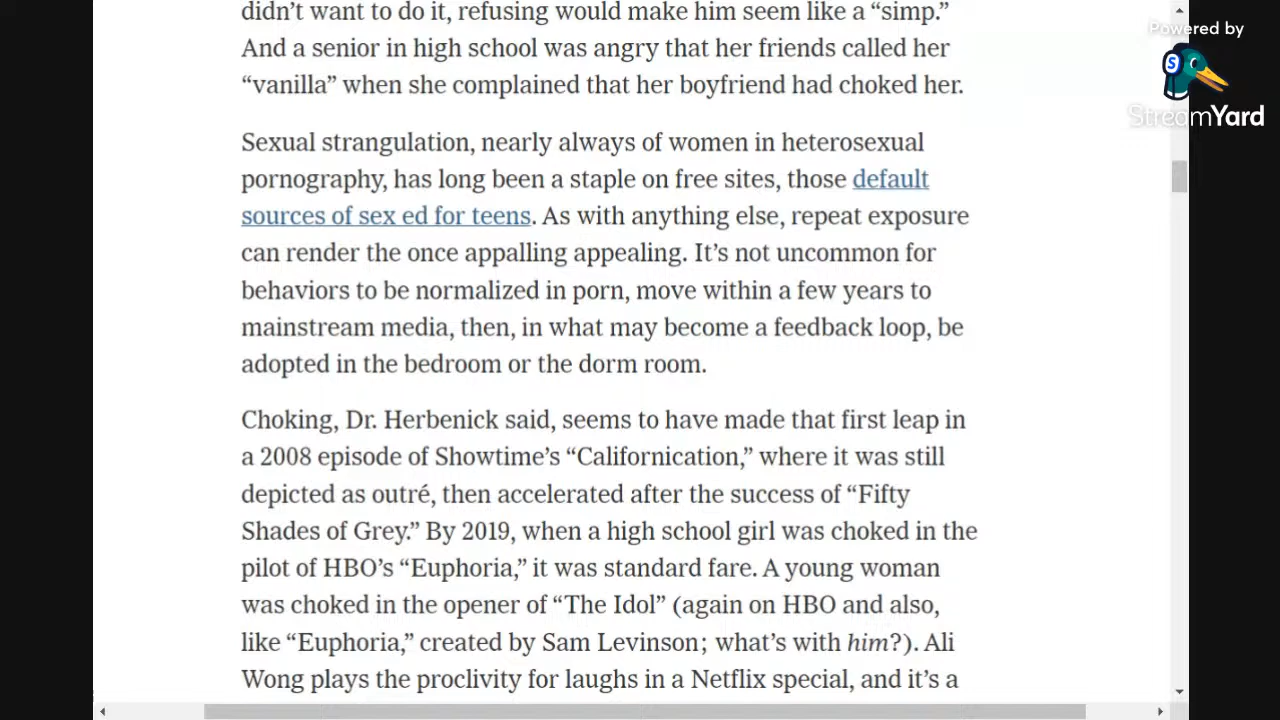 didn’t want to do it, refusing would make him seem like a “simp.”
And a senior in high school was angry that her friends called her
“vanilla” when she complained that her boyfriend had choked her.
Sexual strangulation, nearly always of women in heterosexual
pornography, has long been a staple on free sites, those default
sources of sex ed for teens. As with anything else, repeat exposure
can render the once appalling appealing. It’s not uncommon for
behaviors to be normalized in porn, move within a few years to
mainstream media, then, in what may become a feedback loop, be
adopted in the bedroom or the dorm room.
Choking, Dr. Herbenick said, seems to have made that first leap in
a 2008 episode of Showtime’s “Californication,” where it was still
depicted as outré, then accelerated after the success of “Fifty
Shades of Grey.” By 2019, when a high school girl was choked in the
pilot of HBO’s “Euphoria,” it was standard fare. A young woman
was choked in the opener of “The Idol” (again on HBO and also,
like “Euphoria,” created by Sam Levinson; what’s with him?). Ali
Wong plays the proclivity for laughs in a Netflix special, and it’s a
Powered by
S
StreamYard